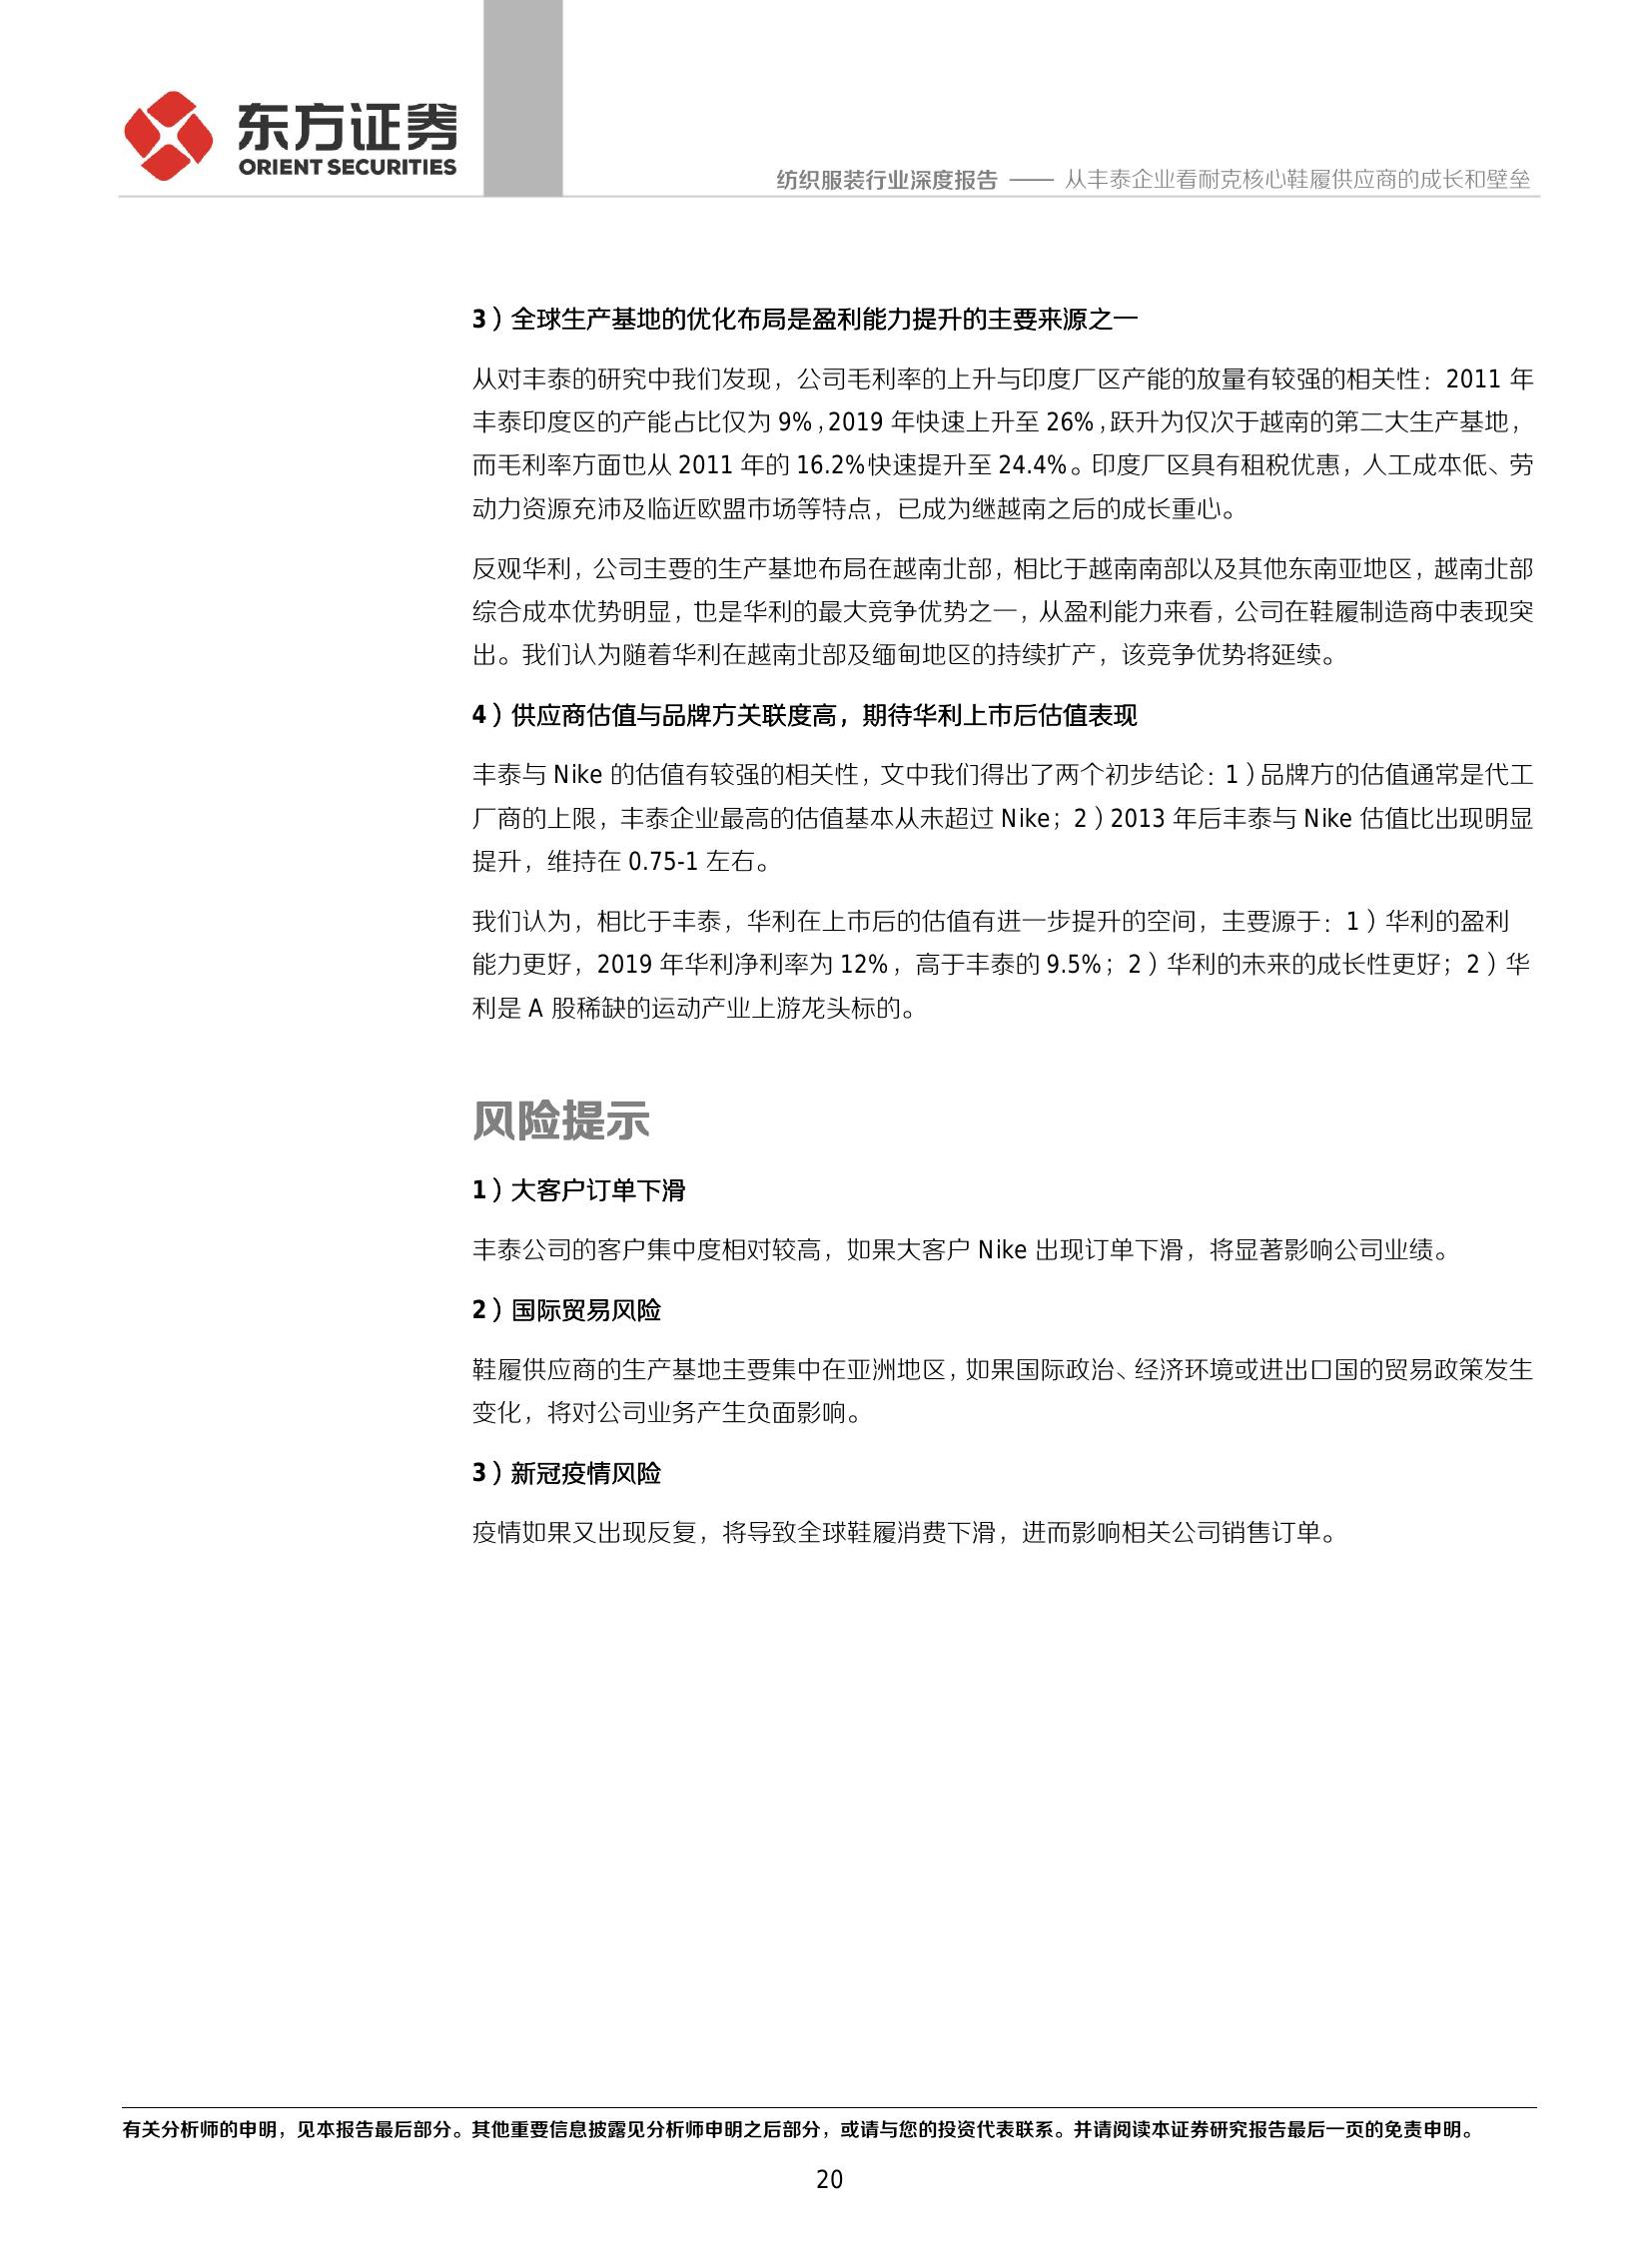 东方证券
ORIENT SECURITIES
纺织服装行业深度报告 —— 从丰泰企业看耐克核心鞋履供应商的成长和壁垒
3）全球生产基地的优化布局是盈利能力提升的主要来源之一
从对丰泰的研究中我们发现，公司毛利率的上升与印度厂区产能的放量有较强的相关性：2011 年
丰泰印度区的产能占比仅为 9%，2019 年快速上升至 26%，跃升为仅次于越南的第二大生产基地，
而毛利率方面也从 2011 年的 16.2%快速提升至 24.4%。印度厂区具有租税优惠，人工成本低、劳
动力资源充沛及临近欧盟市场等特点，已成为继越南之后的成长重心。
反观华利，公司主要的生产基地布局在越南北部，相比于越南南部以及其他东南亚地区，越南北部
综合成本优势明显，也是华利的最大竞争优势之一，从盈利能力来看，公司在鞋履制造商中表现突
出。我们认为随着华利在越南北部及缅甸地区的持续扩产，该竞争优势将延续。
4）供应商估值与品牌方关联度高，期待华利上市后估值表现
丰泰与 Nike 的估值有较强的相关性，文中我们得出了两个初步结论：1）品牌方的估值通常是代工
厂商的上限，丰泰企业最高的估值基本从未超过 Nike；2）2013 年后丰泰与 Nike 估值比出现明显
提升，维持在 0.75-1 左右。
我们认为，相比于丰泰，华利在上市后的估值有进一步提升的空间，主要源于：1）华利的盈利
能力更好，2019 年华利净利率为 12%，高于丰泰的 9.5%；2）华利的未来的成长性更好；2）华
利是 A 股稀缺的运动产业上游龙头标的。
风险提示
1）大客户订单下滑
丰泰公司的客户集中度相对较高，如果大客户 Nike 出现订单下滑，将显著影响公司业绩。
2）国际贸易风险
鞋履供应商的生产基地主要集中在亚洲地区，如果国际政治、经济环境或进出口国的贸易政策发生
变化，将对公司业务产生负面影响。
3）新冠疫情风险
疫情如果又出现反复，将导致全球鞋履消费下滑，进而影响相关公司销售订单。
有关分析师的申明，见本报告最后部分。其他重要信息披露见分析师申明之后部分，或请与您的投资代表联系。并请阅读本证券研究报告最后一页的免责申明。
20